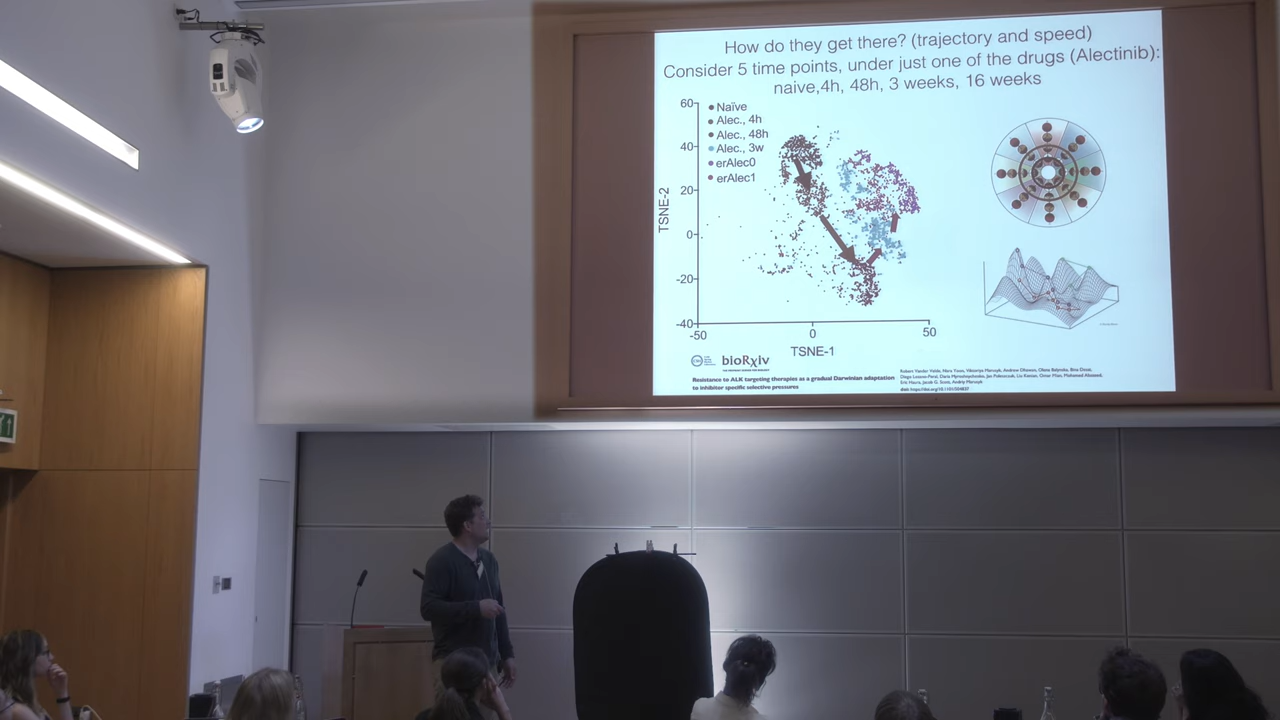 How do they get there? (trajectory and speed)
Consider 5 time points, under just one of the drugs (Alectinib):
naive,4h, 48h, 3 weeks, 16 weeks
60
40
20
0
-20
-40
-50
0
50
TSNE-2
TSNE-1
Naïve
Alec., 4h
Alec., 48h
Alec., 3w
erAlec0
erAlec1
bioRxiv
Resistance to ALK targeting therapies as a gradual Darwinian adaptation
to inhibitor specific selective pressures